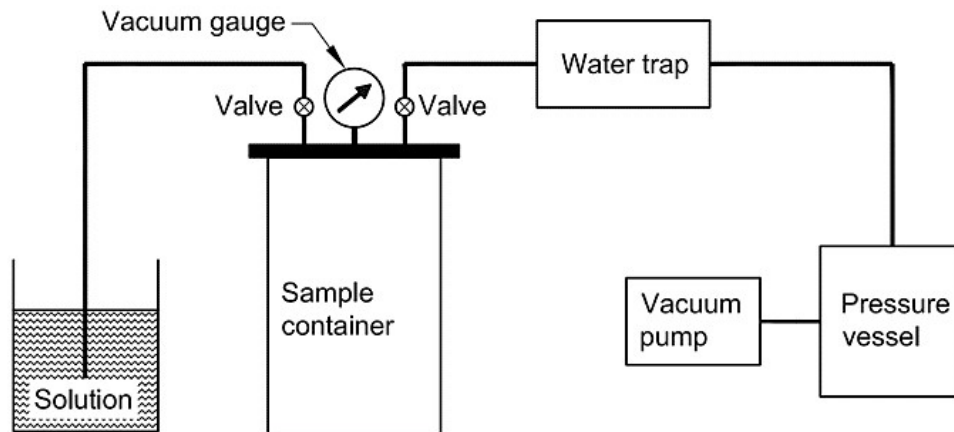 Vacuum gauge
Valve
Valve
Water trap
Sample
container
Vacuum
pump
Pressure
vessel
Solution